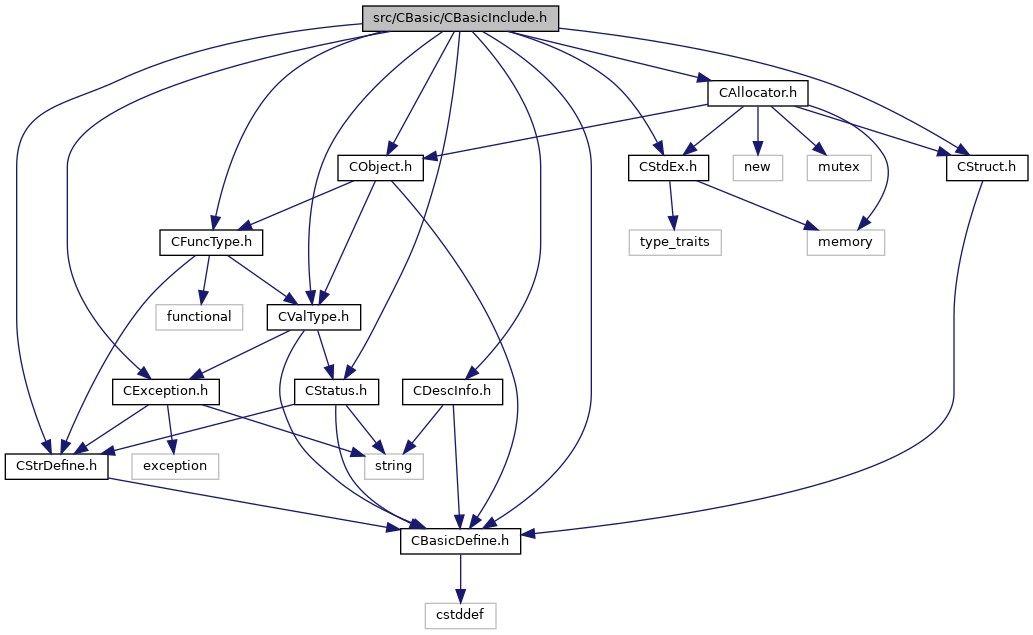 src/CBasic/CBasicInclude.h
CAllocator.h
CObject.h
CStdEx.h
new
mutex
CStruct.h
CFuncType.h
type_traits
memory
functional
CValType.h
CException.h
CStatus.h
CDescInfo.h
CStrDefine.h
exception
string
CBasicDefine.h
cstddef